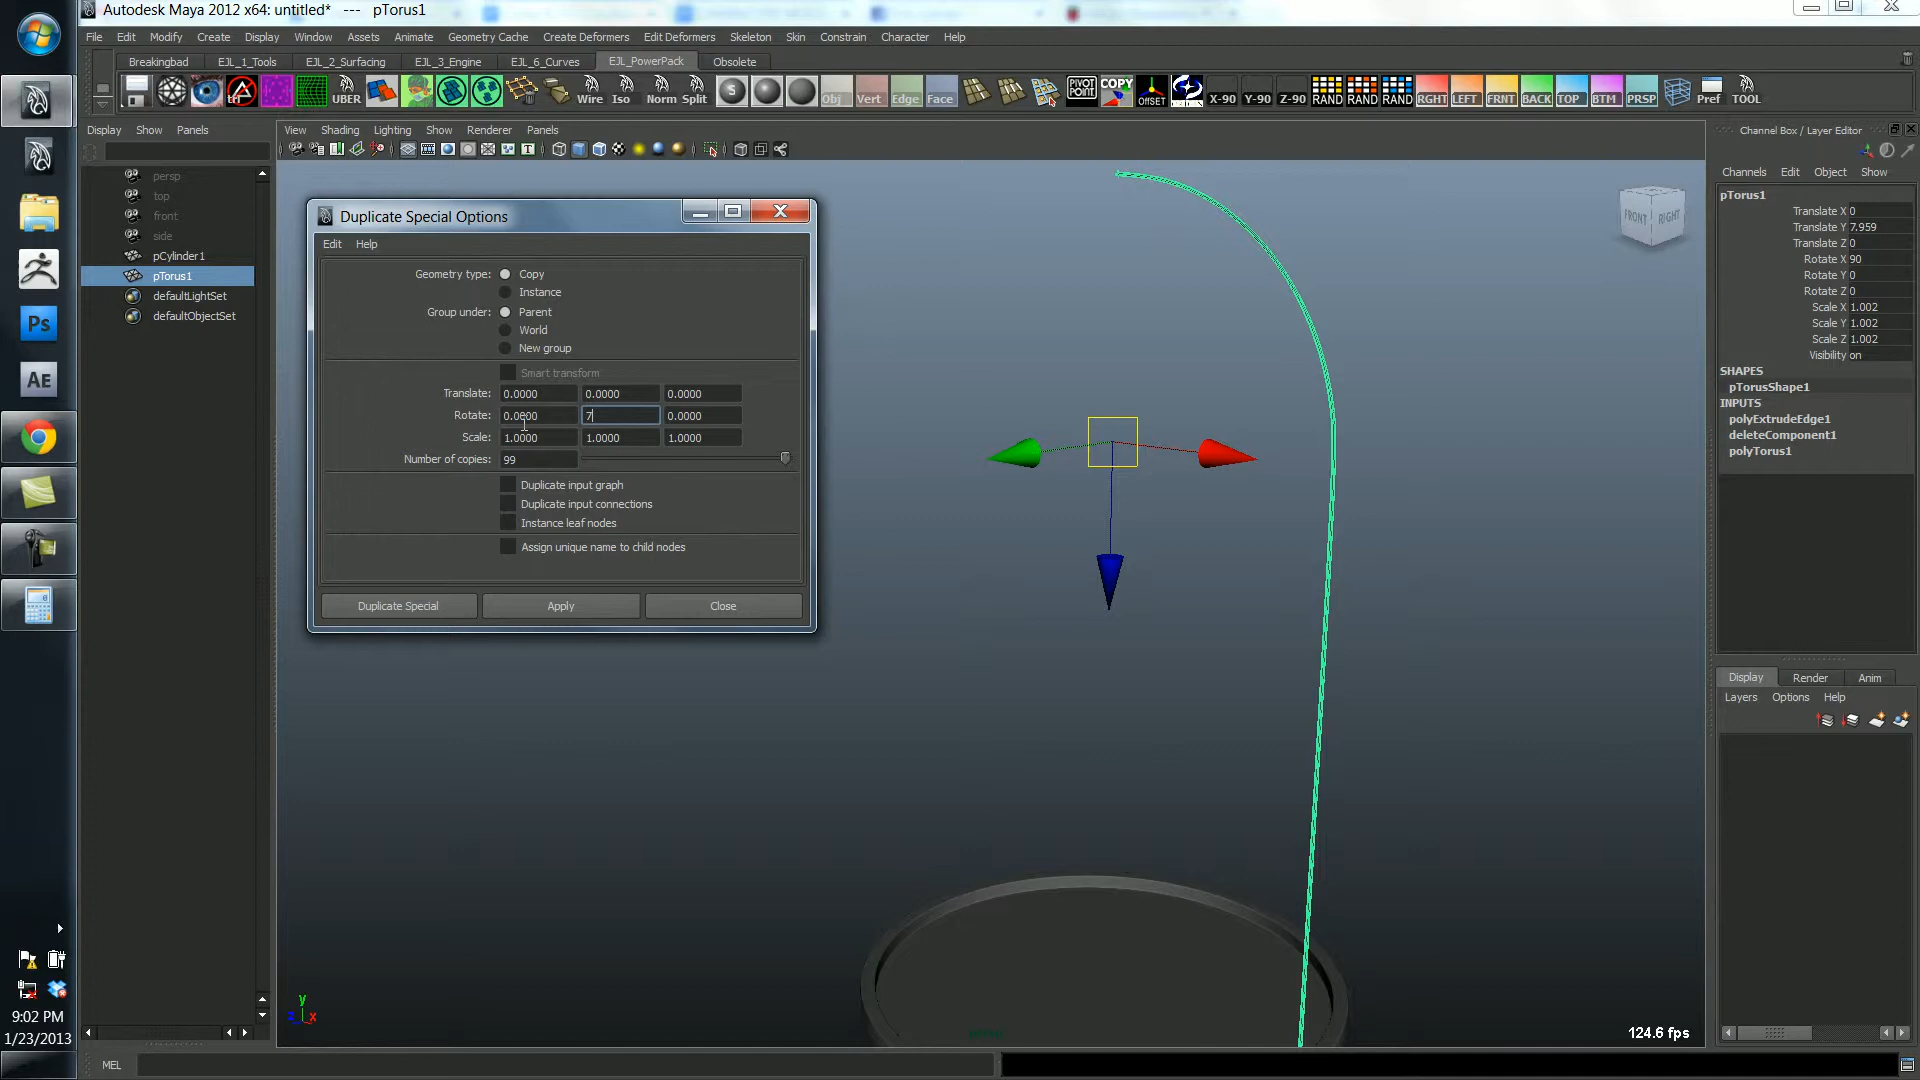 Autodesk Maya 2012 x64: untitled*   ---   pTorus1
File Edit Modify Create Display Window Assets Animate Geometry Cache Create Deformers Edit Deformers Skeleton Skin Constrain Character Help
Breakingbad EJL_1_Tools EJL_2_Surfacing EJL_3_Engine EJL_6_Curves EJL_PowerPack Obsolete
trI UBER Wire Iso Norm Split S Obj Vert Edge Face PIVOT POINT COPY OFFSET X-90 Y-90 Z-90 RAND RAND RAND RGHT LEFT FRNT BACK TOP BTM PRSP Pref TOOL
Display Show Panels
View Shading Lighting Show Renderer Panels
Channel Box / Layer Editor
Channels Edit Object Show
persp
top
front
side
pCylinder1
pTorus1
defaultLightSet
defaultObjectSet
Duplicate Special Options
Edit Help
Geometry type: Copy
Instance
Group under: Parent
World
New group
Smart transform
Translate: 0.0000 0.0000 0.0000
Rotate: 0.0000 7 0.0000
Scale: 1.0000 1.0000 1.0000
Number of copies: 99
Duplicate input graph
Duplicate input connections
Instance leaf nodes
Assign unique name to child nodes
Duplicate Special Apply Close
FRONT RIGHT
pTorus1
Translate X 0
Translate Y 7.959
Translate Z 0
Rotate X 90
Rotate Y 0
Rotate Z 0
Scale X 1.002
Scale Y 1.002
Scale Z 1.002
Visibility on
SHAPES
pTorusShape1
INPUTS
polyExtrudeEdge1
deleteComponent1
polyTorus1
Display Render Anim
Layers Options Help
Ps
AE
y
z x
persp
124.6 fps
9:02 PM
1/23/2013
MEL